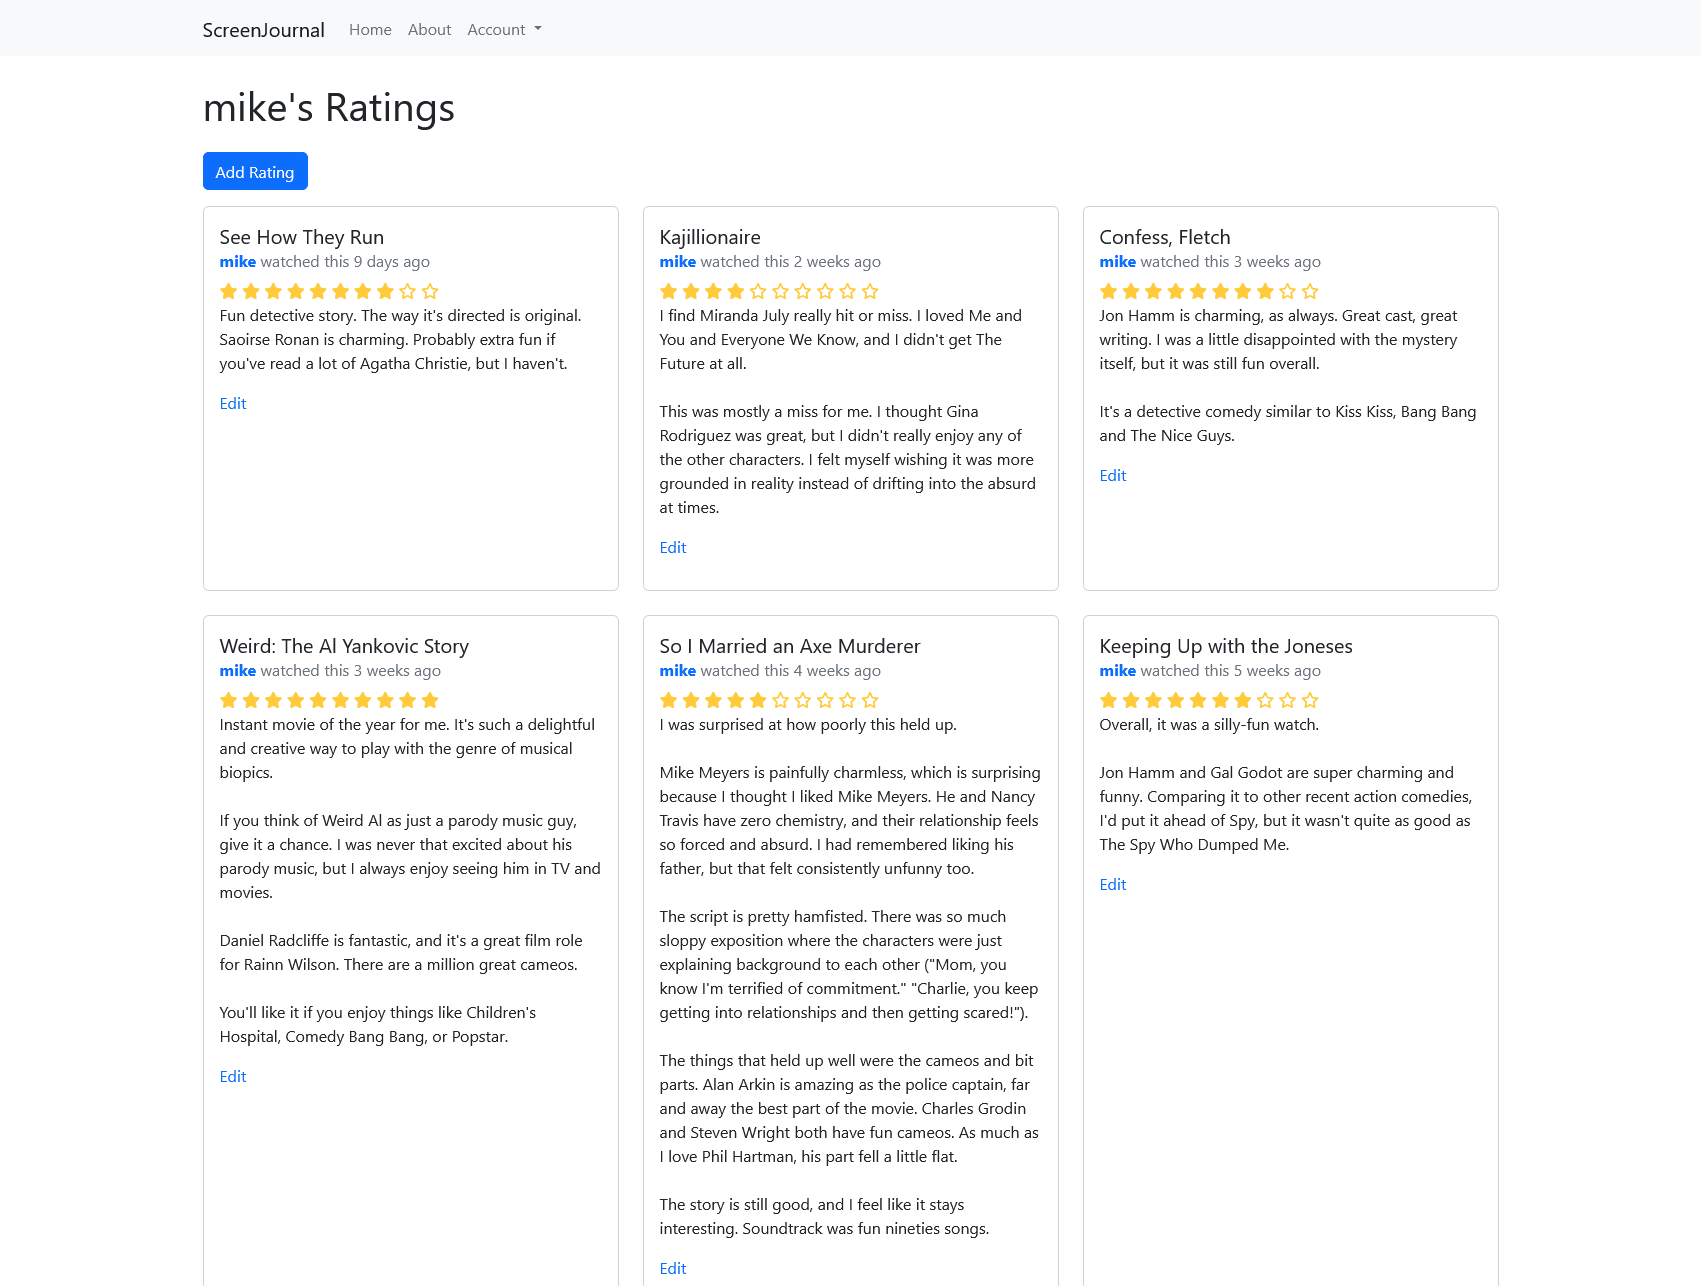 ScreenJournal Home About Account
mike's Ratings
Add Rating
See How They Run
mike watched this 9 days ago
Fun detective story. The way it's directed is original.
Saoirse Ronan is charming. Probably extra fun if
you've read a lot of Agatha Christie, but I haven't.
Edit
Kajillionaire
mike watched this 2 weeks ago
I find Miranda July really hit or miss. I loved Me and
You and Everyone We Know, and I didn't get The
Future at all.
This was mostly a miss for me. I thought Gina
Rodriguez was great, but I didn't really enjoy any of
the other characters. I felt myself wishing it was more
grounded in reality instead of drifting into the absurd
at times.
Edit
Confess, Fletch
mike watched this 3 weeks ago
Jon Hamm is charming, as always. Great cast, great
writing. I was a little disappointed with the mystery
itself, but it was still fun overall.
It's a detective comedy similar to Kiss Kiss, Bang Bang
and The Nice Guys.
Edit
Weird: The Al Yankovic Story
mike watched this 3 weeks ago
Instant movie of the year for me. It's such a delightful
and creative way to play with the genre of musical
biopics.
If you think of Weird Al as just a parody music guy,
give it a chance. I was never that excited about his
parody music, but I always enjoy seeing him in TV and
movies.
Daniel Radcliffe is fantastic, and it's a great film role
for Rainn Wilson. There are a million great cameos.
You'll like it if you enjoy things like Children's
Hospital, Comedy Bang Bang, or Popstar.
Edit
So I Married an Axe Murderer
mike watched this 4 weeks ago
I was surprised at how poorly this held up.
Mike Meyers is painfully charmless, which is surprising
because I thought I liked Mike Meyers. He and Nancy
Travis have zero chemistry, and their relationship feels
so forced and absurd. I had remembered liking his
father, but that felt consistently unfunny too.
The script is pretty hamfisted. There was so much
sloppy exposition where the characters were just
explaining background to each other ("Mom, you
know I'm terrified of commitment." "Charlie, you keep
getting into relationships and then getting scared!").
The things that held up well were the cameos and bit
parts. Alan Arkin is amazing as the police captain, far
and away the best part of the movie. Charles Grodin
and Steven Wright both have fun cameos. As much as
I love Phil Hartman, his part fell a little flat.
The story is still good, and I feel like it stays
interesting. Soundtrack was fun nineties songs.
Edit
Keeping Up with the Joneses
mike watched this 5 weeks ago
Overall, it was a silly-fun watch.
Jon Hamm and Gal Godot are super charming and
funny. Comparing it to other recent action comedies,
I'd put it ahead of Spy, but it wasn't quite as good as
The Spy Who Dumped Me.
Edit